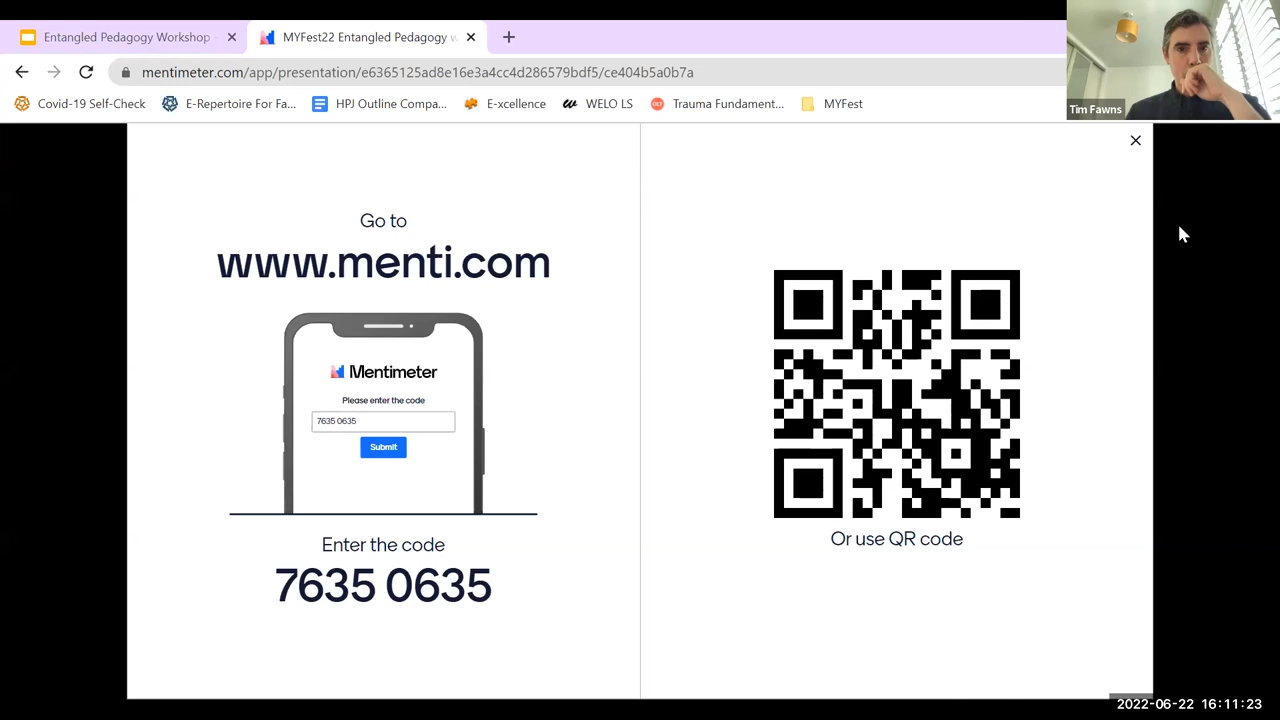 Entangled Pedagogy Workshop
MYFest22 Entangled Pedagogy w
mentimeter.com/app/presentation/e6365125ad8e16e3a4cc4d286579bdf5/ce404b5a0b7a
Covid-19 Self-Check
E-Repertoire For Fa...
HPJ Outline Compa...
E-xcellence
W
WELO LS
OLT
Trauma Fundament...
MYFest
Tim Fawns
Go to
www.menti.com
Mentimeter
Please enter the code
7635 0635
Submit
Enter the code
7635 0635
Or use QR code
2022-06-22 16:11:23